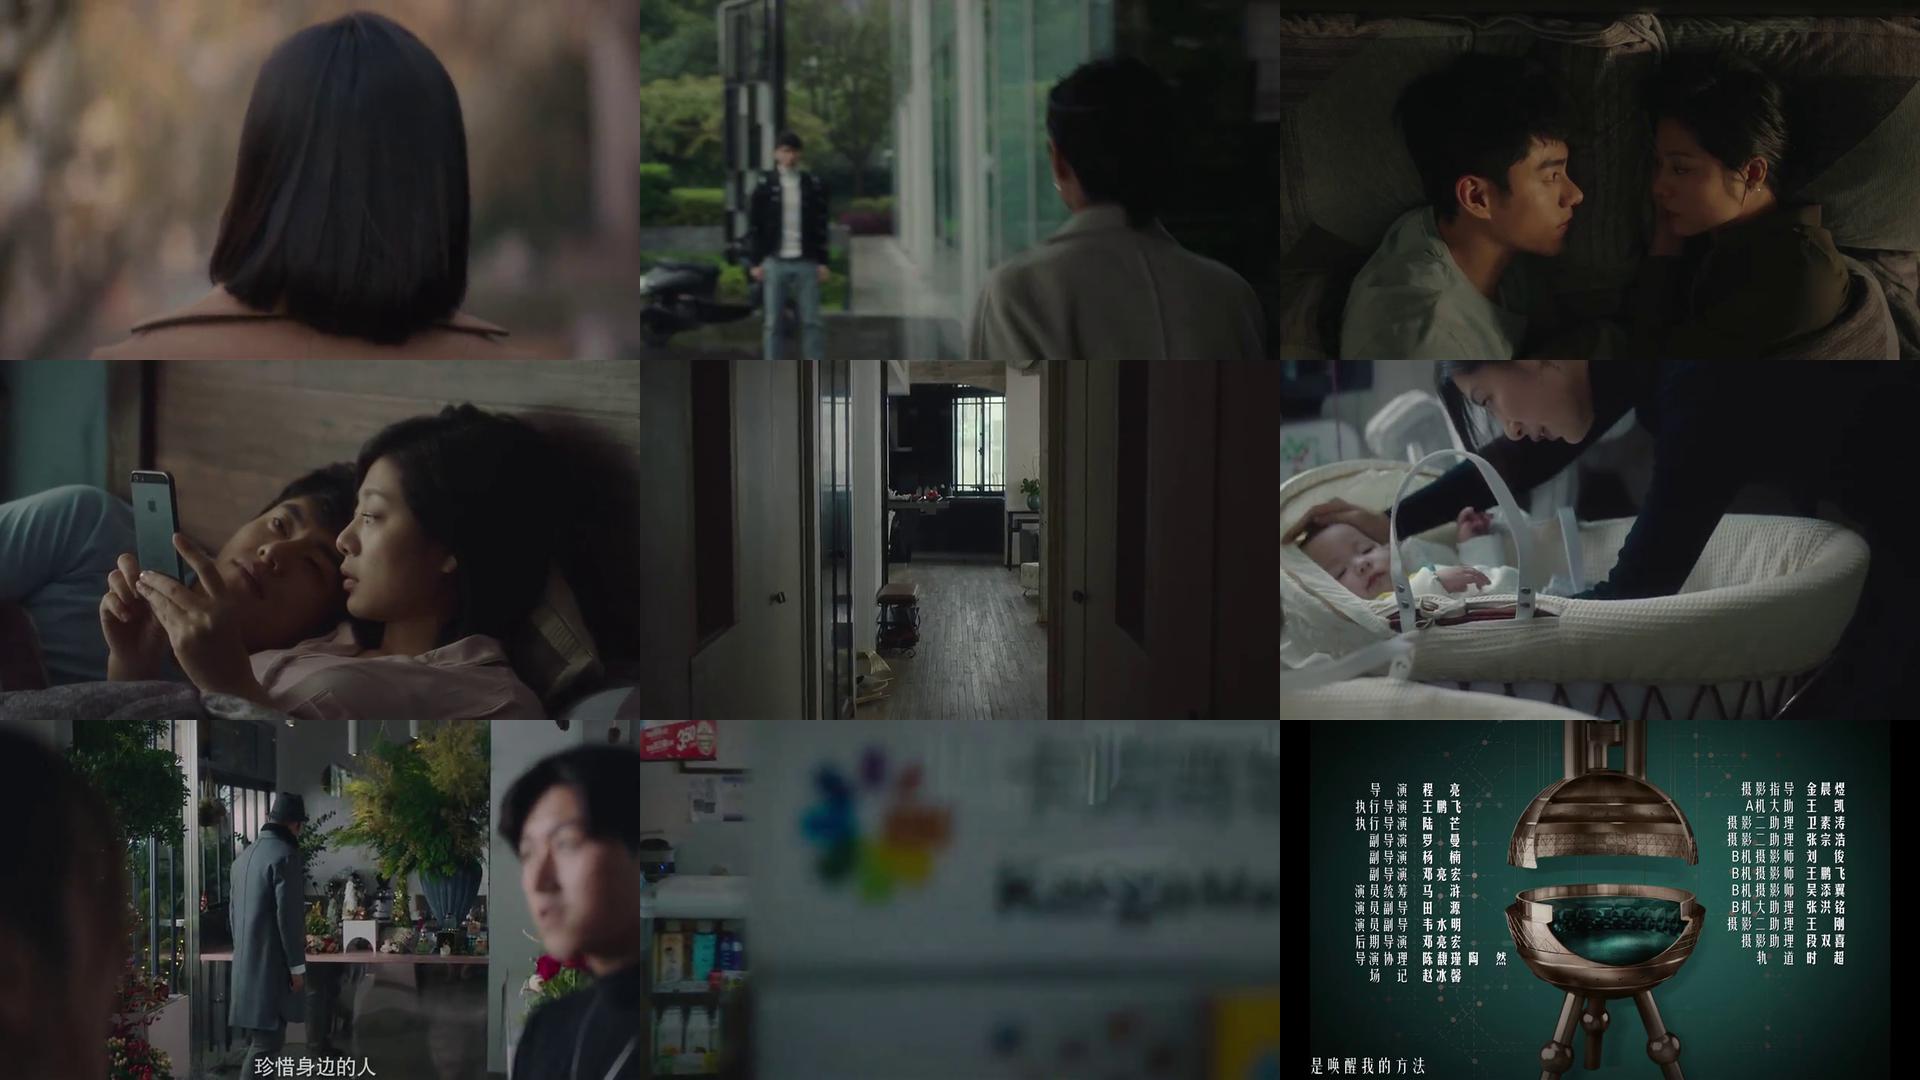 350
珍惜身边的人
导演 程亮
执行导演 王鹏飞
执行导演 陆芒
副导演 罗曼
副导演 杨楠
副导演 邓亮宏
演员统筹 马浒
演员副导 田源
演员副导 韦水明
后期导演 邓亮宏
导演协理 陈馥瑾 陶然
场记 赵冰馨
摄影指导 金晨煜
A机大助 王凯
摄影二助理 卫素涛
摄影二助理 张宗浩
B机摄影师 刘俊
B机摄影师 王鹏飞
B机摄影师 吴添翼
B机大助理 张洪铭
摄影二助理 王刚
摄影助理 段双喜
轨道 时超
是唤醒我的方法